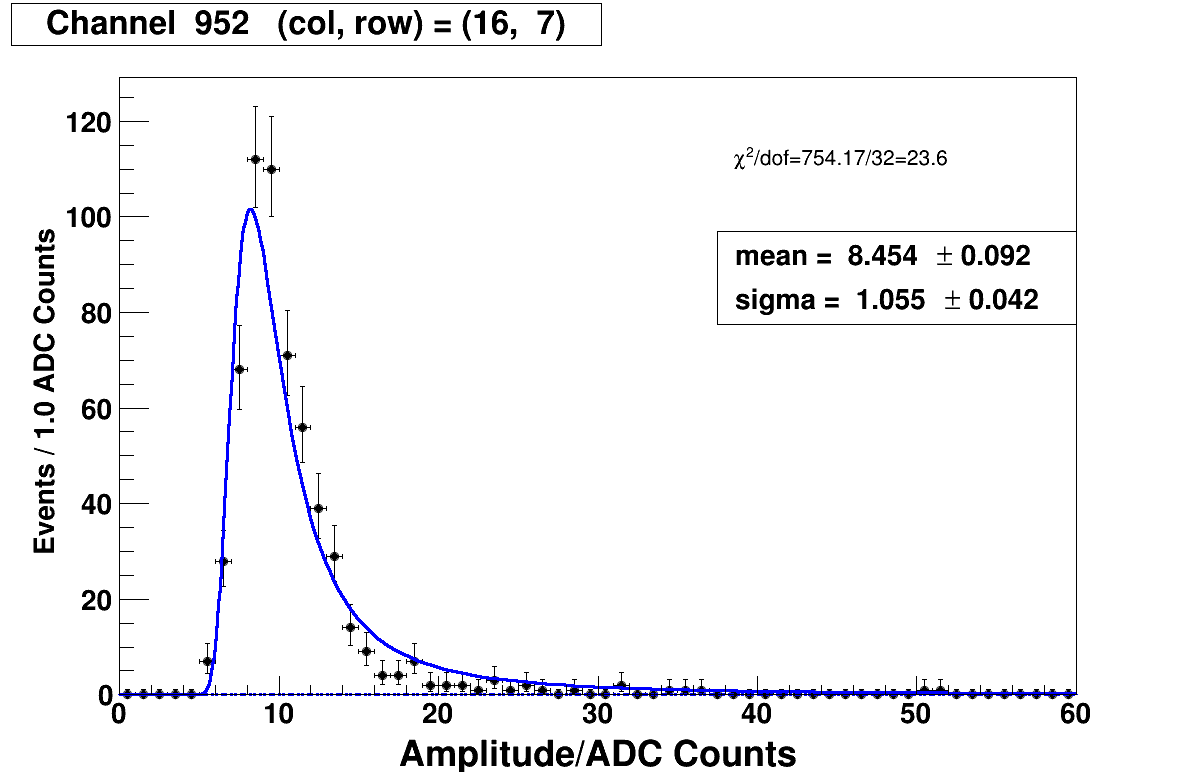 Channel 952 (col, row) = (16, 7)
120
100
80
60
40
20
0
Events / 1.0 ADC Counts
χ²/dof=754.17/32=23.6
mean = 8.454 ± 0.092
sigma = 1.055 ± 0.042
0 10 20 30 40 50 60
Amplitude/ADC Counts